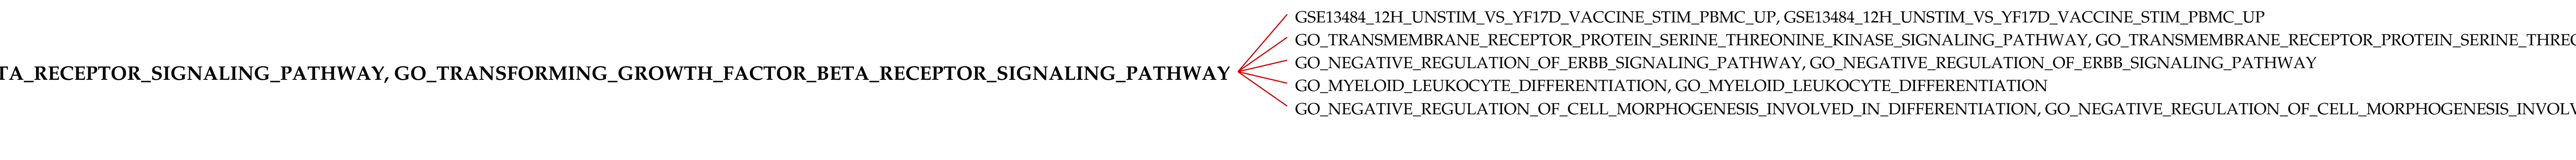 GSE13484_12H_UNSTIM_VS_YF17D_VACCINE_STIM_PBMC_UP, GSE13484_12H_UNSTIM_VS_YF17D_VACCINE_STIM_PBMC_UP
GO_TRANSMEMBRANE_RECEPTOR_PROTEIN_SERINE_THREONINE_KINASE_SIGNALING_PATHWAY, GO_TRANSMEMBRANE_RECEPTOR_PROTEIN_SERINE_THREO
GO_NEGATIVE_REGULATION_OF_ERBB_SIGNALING_PATHWAY, GO_NEGATIVE_REGULATION_OF_ERBB_SIGNALING_PATHWAY
TA_RECEPTOR_SIGNALING_PATHWAY, GO_TRANSFORMING_GROWTH_FACTOR_BETA_RECEPTOR_SIGNALING_PATHWAY
GO_MYELOID_LEUKOCYTE_DIFFERENTIATION, GO_MYELOID_LEUKOCYTE_DIFFERENTIATION
GO_NEGATIVE_REGULATION_OF_CELL_MORPHOGENESIS_INVOLVED_IN_DIFFERENTIATION, GO_NEGATIVE_REGULATION_OF_CELL_MORPHOGENESIS_INVOLV